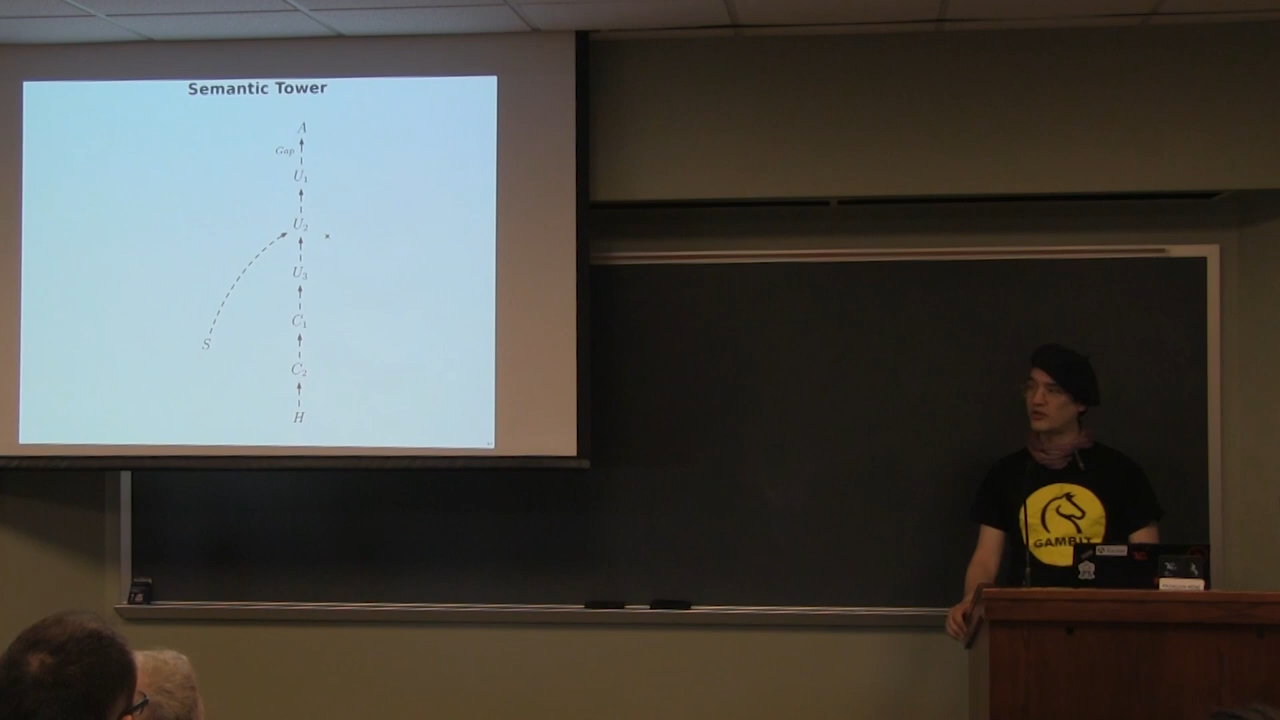 Semantic Tower
A
Gap
U₁
U₂
U₃
C₁
S
C₂
H
GAMBIT